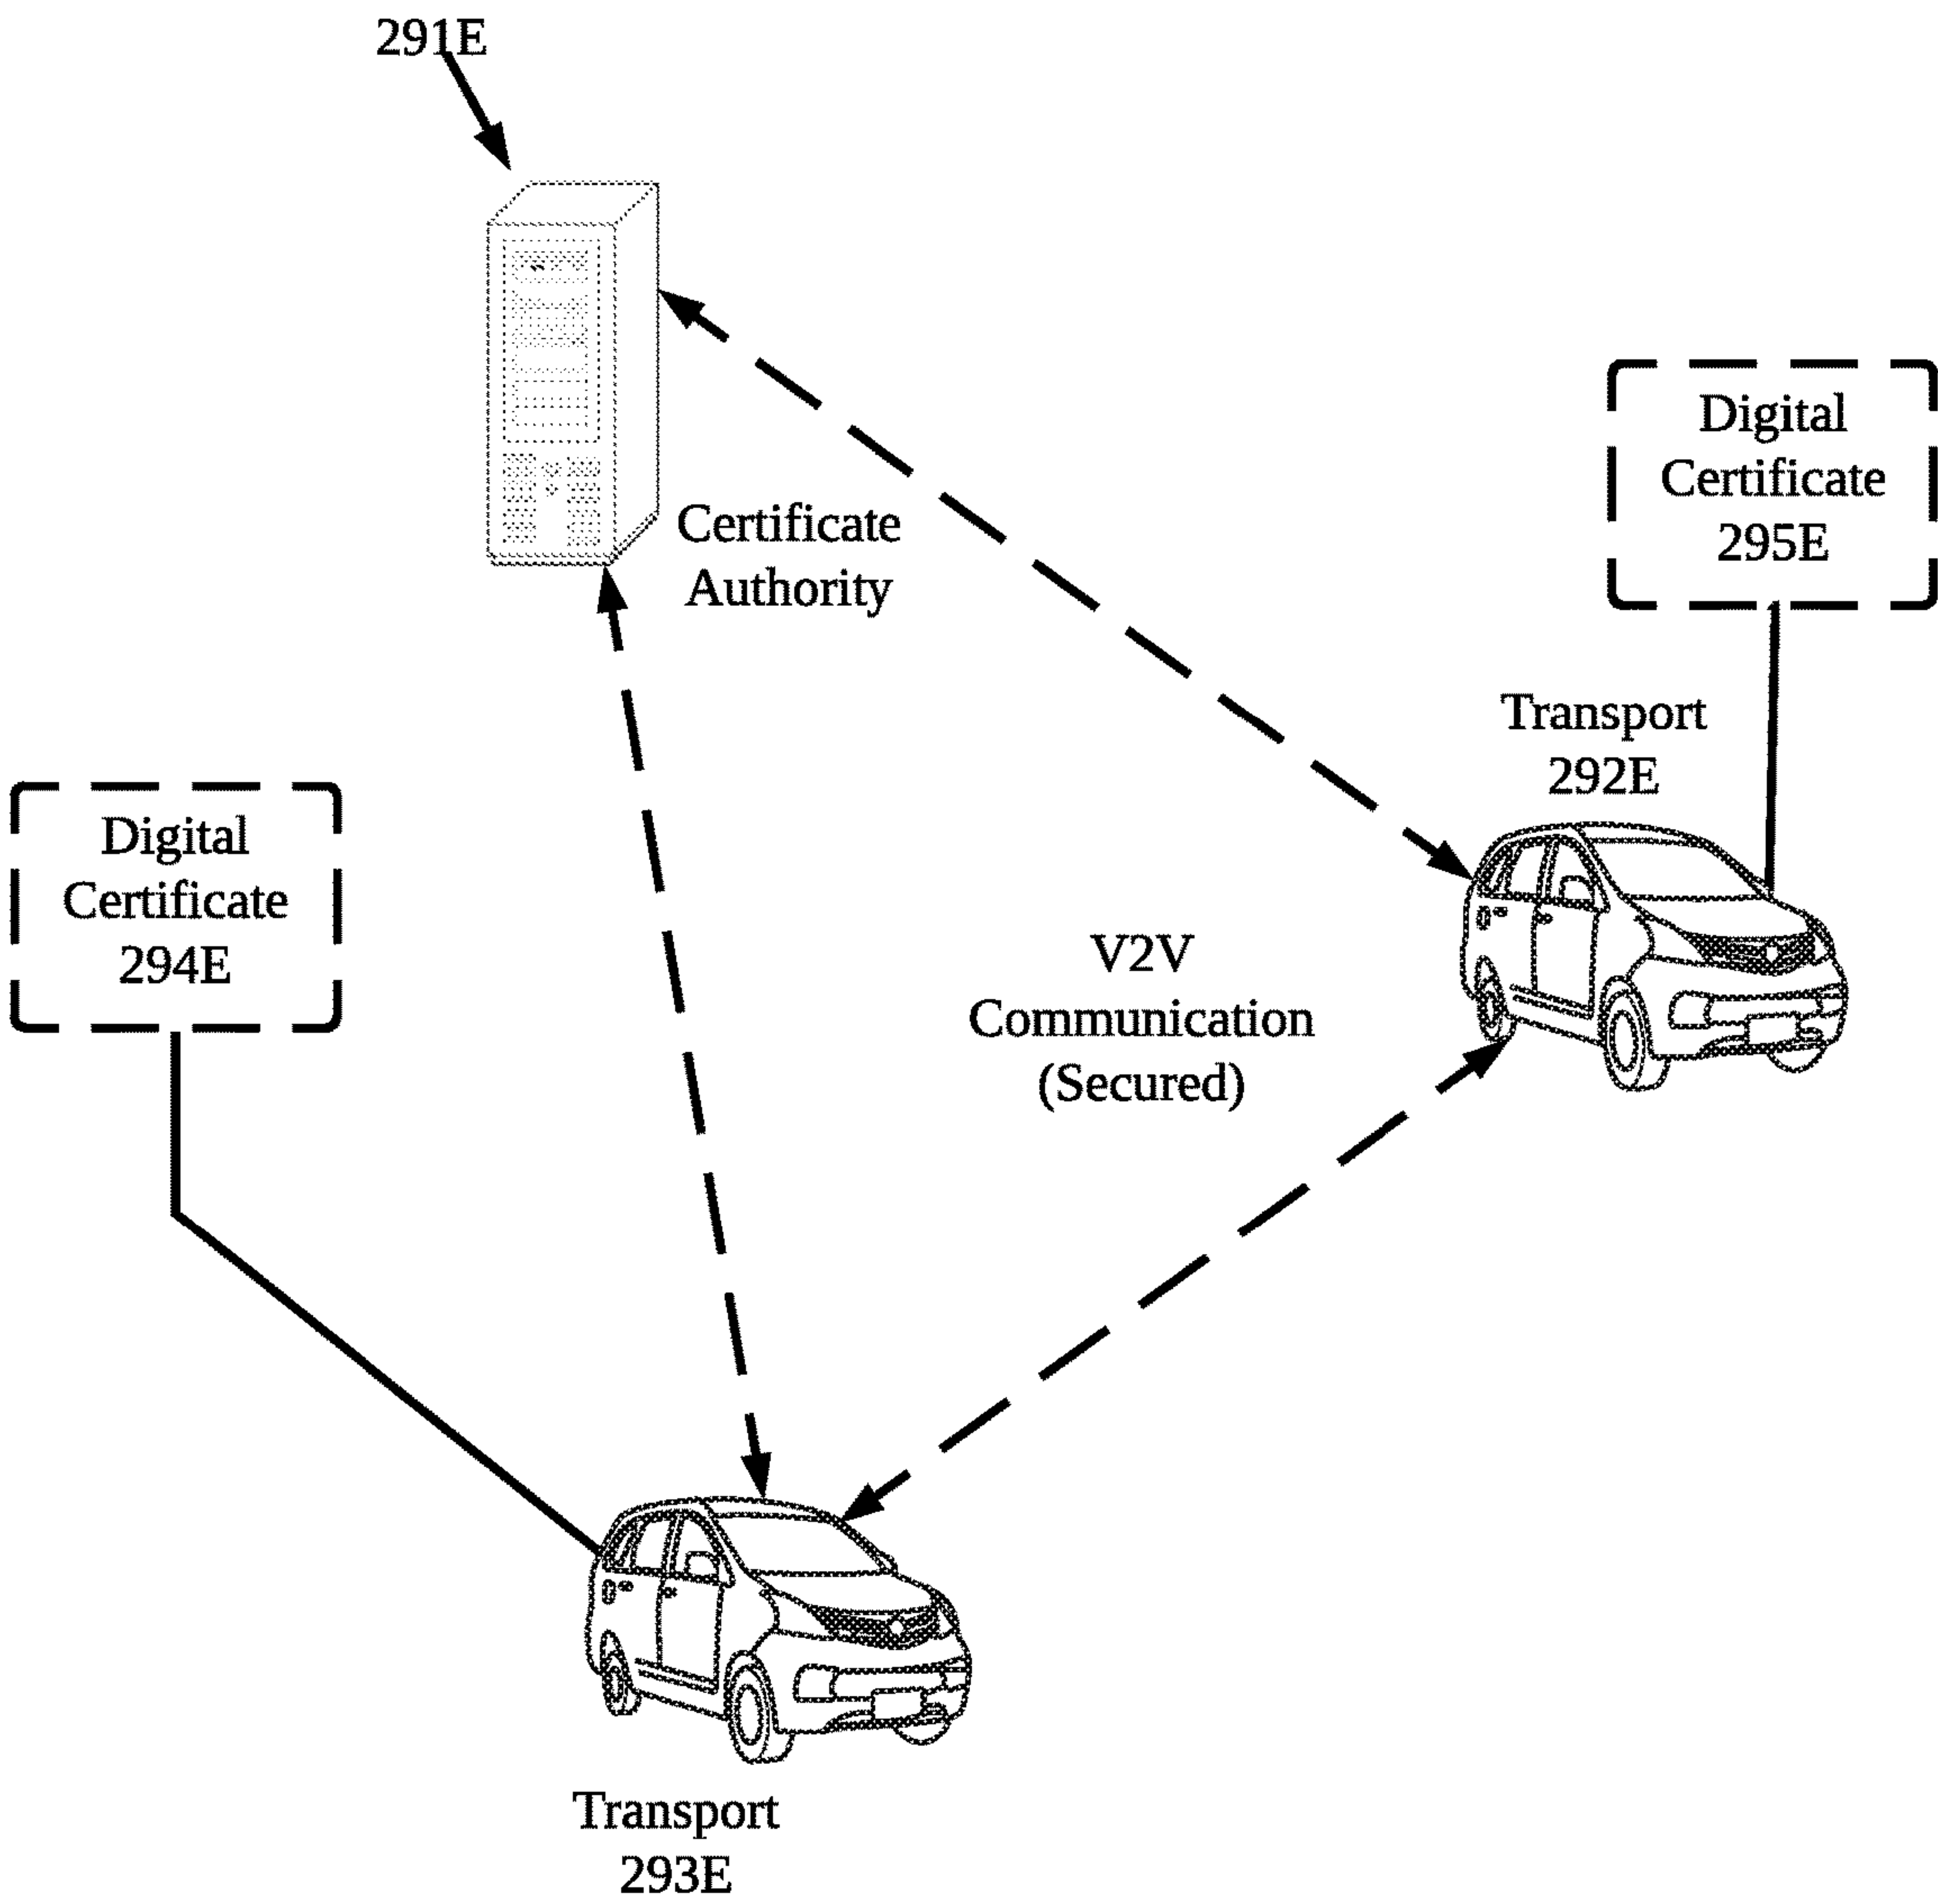 291E
Certificate
Authority
Digital
Certificate
295E
Transport
292E
Digital
Certificate
294E
V2V
Communication
(Secured)
Transport
293E